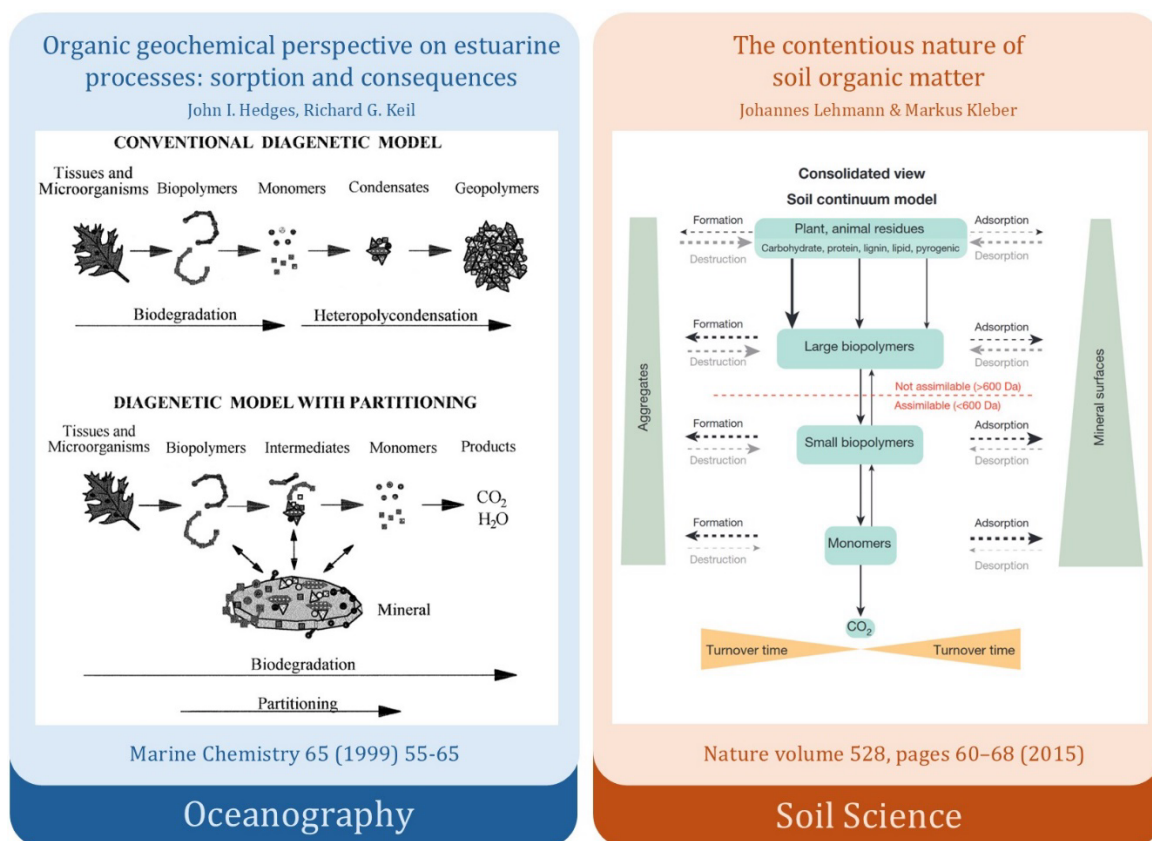 Organic geochemical perspective on estuarine
processes: sorption and consequences
John I. Hedges, Richard G. Keil
CONVENTIONAL DIAGENETIC MODEL
Tissues and
Microorganisms Biopolymers Monomers Condensates Geopolymers
Biodegradation Heteropolycondensation
DIAGENETIC MODEL WITH PARTITIONING
Tissues and
Microorganisms Biopolymers Intermediates Monomers Products
CO₂
H₂O
Mineral
Biodegradation
Partitioning
Marine Chemistry 65 (1999) 55-65
Oceanography
The contentious nature of
soil organic matter
Johannes Lehmann & Markus Kleber
Consolidated view
Soil continuum model
Formation Plant, animal residues Adsorption
Carbohydrate, protein, lignin, lipid, pyrogenic
Destruction Desorption
Formation Adsorption
Large biopolymers
Destruction Desorption
Not assimilable (>600 Da)
Assimilable (<600 Da)
Aggregates
Mineral surfaces
Formation Adsorption
Small biopolymers
Destruction Desorption
Formation Adsorption
Monomers
Destruction Desorption
CO₂
Turnover time Turnover time
Nature volume 528, pages 60–68 (2015)
Soil Science